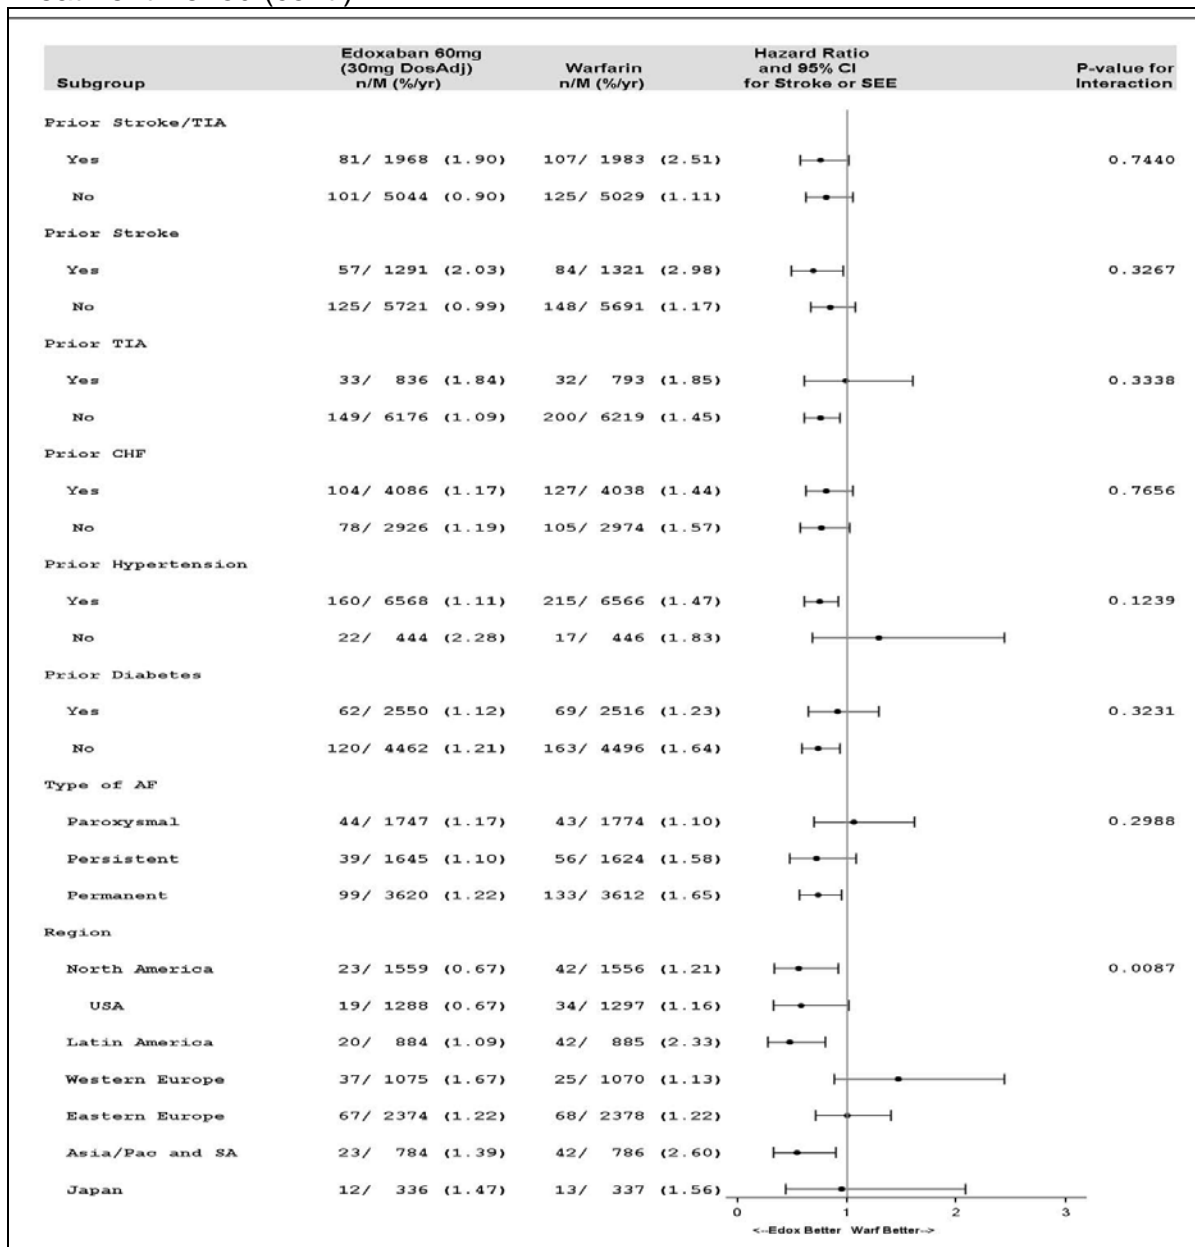 Edoxaban 60mg Hazard Ratio
(30mg DosAdj) Warfarin and 95% CI P-value for
Subgroup n/M (%/yr) n/M (%/yr) for Stroke or SEE Interaction
Prior Stroke/TIA
Yes 81/ 1968 (1.90) 107/ 1983 (2.51) 0.7440
No 101/ 5044 (0.90) 125/ 5029 (1.11)
Prior Stroke
Yes 57/ 1291 (2.03) 84/ 1321 (2.98) 0.3267
No 125/ 5721 (0.99) 148/ 5691 (1.17)
Prior TIA
Yes 33/ 836 (1.84) 32/ 793 (1.85) 0.3338
No 149/ 6176 (1.09) 200/ 6219 (1.45)
Prior CHF
Yes 104/ 4086 (1.17) 127/ 4038 (1.44) 0.7656
No 78/ 2926 (1.19) 105/ 2974 (1.57)
Prior Hypertension
Yes 160/ 6568 (1.11) 215/ 6566 (1.47) 0.1239
No 22/ 444 (2.28) 17/ 446 (1.83)
Prior Diabetes
Yes 62/ 2550 (1.12) 69/ 2516 (1.23) 0.3231
No 120/ 4462 (1.21) 163/ 4496 (1.64)
Type of AF
Paroxysmal 44/ 1747 (1.17) 43/ 1774 (1.10) 0.2988
Persistent 39/ 1645 (1.10) 56/ 1624 (1.58)
Permanent 99/ 3620 (1.22) 133/ 3612 (1.65)
Region
North America 23/ 1559 (0.67) 42/ 1556 (1.21) 0.0087
USA 19/ 1288 (0.67) 34/ 1297 (1.16)
Latin America 20/ 884 (1.09) 42/ 885 (2.33)
Western Europe 37/ 1075 (1.67) 25/ 1070 (1.13)
Eastern Europe 67/ 2374 (1.22) 68/ 2378 (1.22)
Asia/Pac and SA 23/ 784 (1.39) 42/ 786 (2.60)
Japan 12/ 336 (1.47) 13/ 337 (1.56)
0 1 2 3
<--Edox Better Warf Better-->